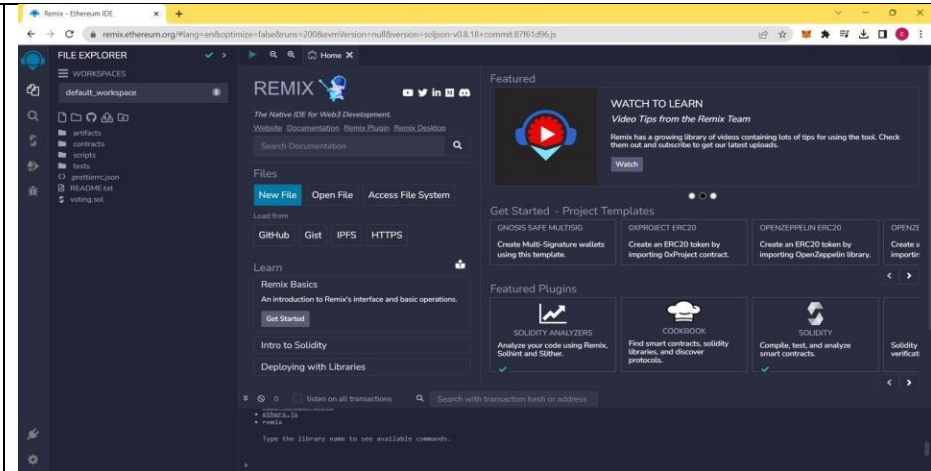 Remix - Ethereum IDE
remix.ethereum.org/#lang=en&optimize=false&runs=200&evmVersion=null&version=soljson-v0.8.18+commit.87f61d96.js
FILE EXPLORER
WORKSPACES
default_workspace
artifacts
contracts
scripts
tests
.prettierrc.json
README.txt
voting.sol
Home
REMIX
The Native IDE for Web3 Development.
Website Documentation Remix Plugin Remix Desktop
Search Documentation
Files
New File Open File Access File System
Load from
GitHub Gist IPFS HTTPS
Learn
Remix Basics
An introduction to Remix's interface and basic operations.
Get Started
Intro to Solidity
Deploying with Libraries
Featured
WATCH TO LEARN
Video Tips from the Remix Team
Remix has a growing library of videos containing lots of tips for using the tool. Check
them out and subscribe to get our latest
uploads.
Watch
Get Started - Project Templates
GNOSIS SAFE MULTISIG
Create Multi-Signature wallets
using this template.
0XPROJECT ERC20
Create an ERC20 token by
importing 0xProject contract.
OPENZEPPELIN ERC20
Create an ERC20 token by
importing OpenZeppelin library.
OPENZE
Create a
importin
Featured Plugins
SOLIDITY ANALYZERS
Analyze your code using Remix,
Solhint and Slither.
COOKBOOK
Find smart contracts, solidity
libraries, and discover
protocols.
SOLIDITY
Compile, test, and analyze
smart contracts.
Solidity
verificati
0 listen on all transactions Search with transaction hash or address
ethers.js
remix
Type the library name to see available commands.
>